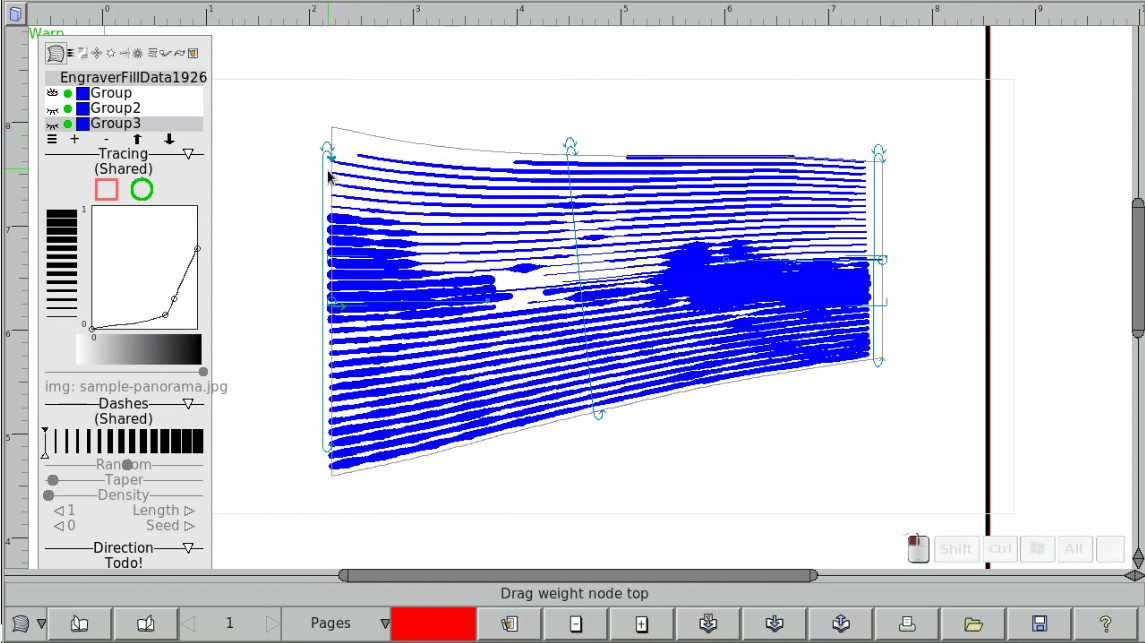 0 1 2 3 4 5 6 7 8 9
Warp
8
7
6
5
4
EngraverFillData1926
Group
Group2
Group3
+ -
Tracing
(Shared)
1
0
0
img: sample-panorama.jpg
Dashes
(Shared)
Random
Taper
Density
1 Length
0 Seed
Direction
Todo!
Shift Ctrl Alt
Drag weight node top
1 Pages - + ?